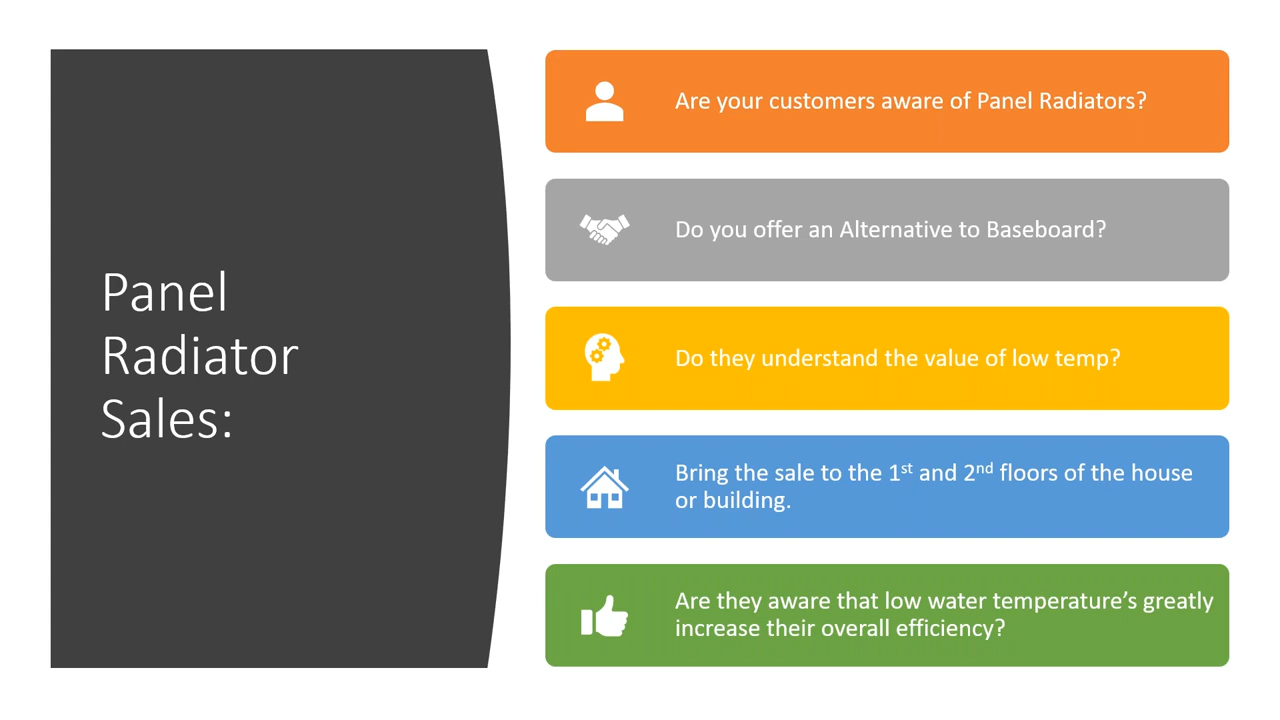 Panel
Radiator
Sales:
Are your customers aware of Panel Radiators?
Do you offer an Alternative to Baseboard?
Do they understand the value of low temp?
Bring the sale to the 1st and 2nd floors of the house
or building.
Are they aware that low water temperature’s greatly
increase their overall efficiency?